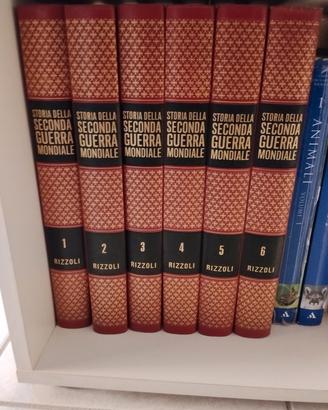 STORIA DELLA
SECONDA
GUERRA
MONDIALE
1
RIZZOLI
STORIA DELLA
SECONDA
GUERRA
MONDIALE
2
RIZZOLI
STORIA DELLA
SECONDA
GUERRA
MONDIALE
3
RIZZOLI
STORIA DELLA
SECONDA
GUERRA
MONDIALE
4
RIZZOLI
STORIA DELLA
SECONDA
GUERRA
MONDIALE
5
RIZZOLI
STORIA DELLA
SECONDA
GUERRA
MONDIALE
6
RIZZOLI
ANIMALI
VOLUME 1